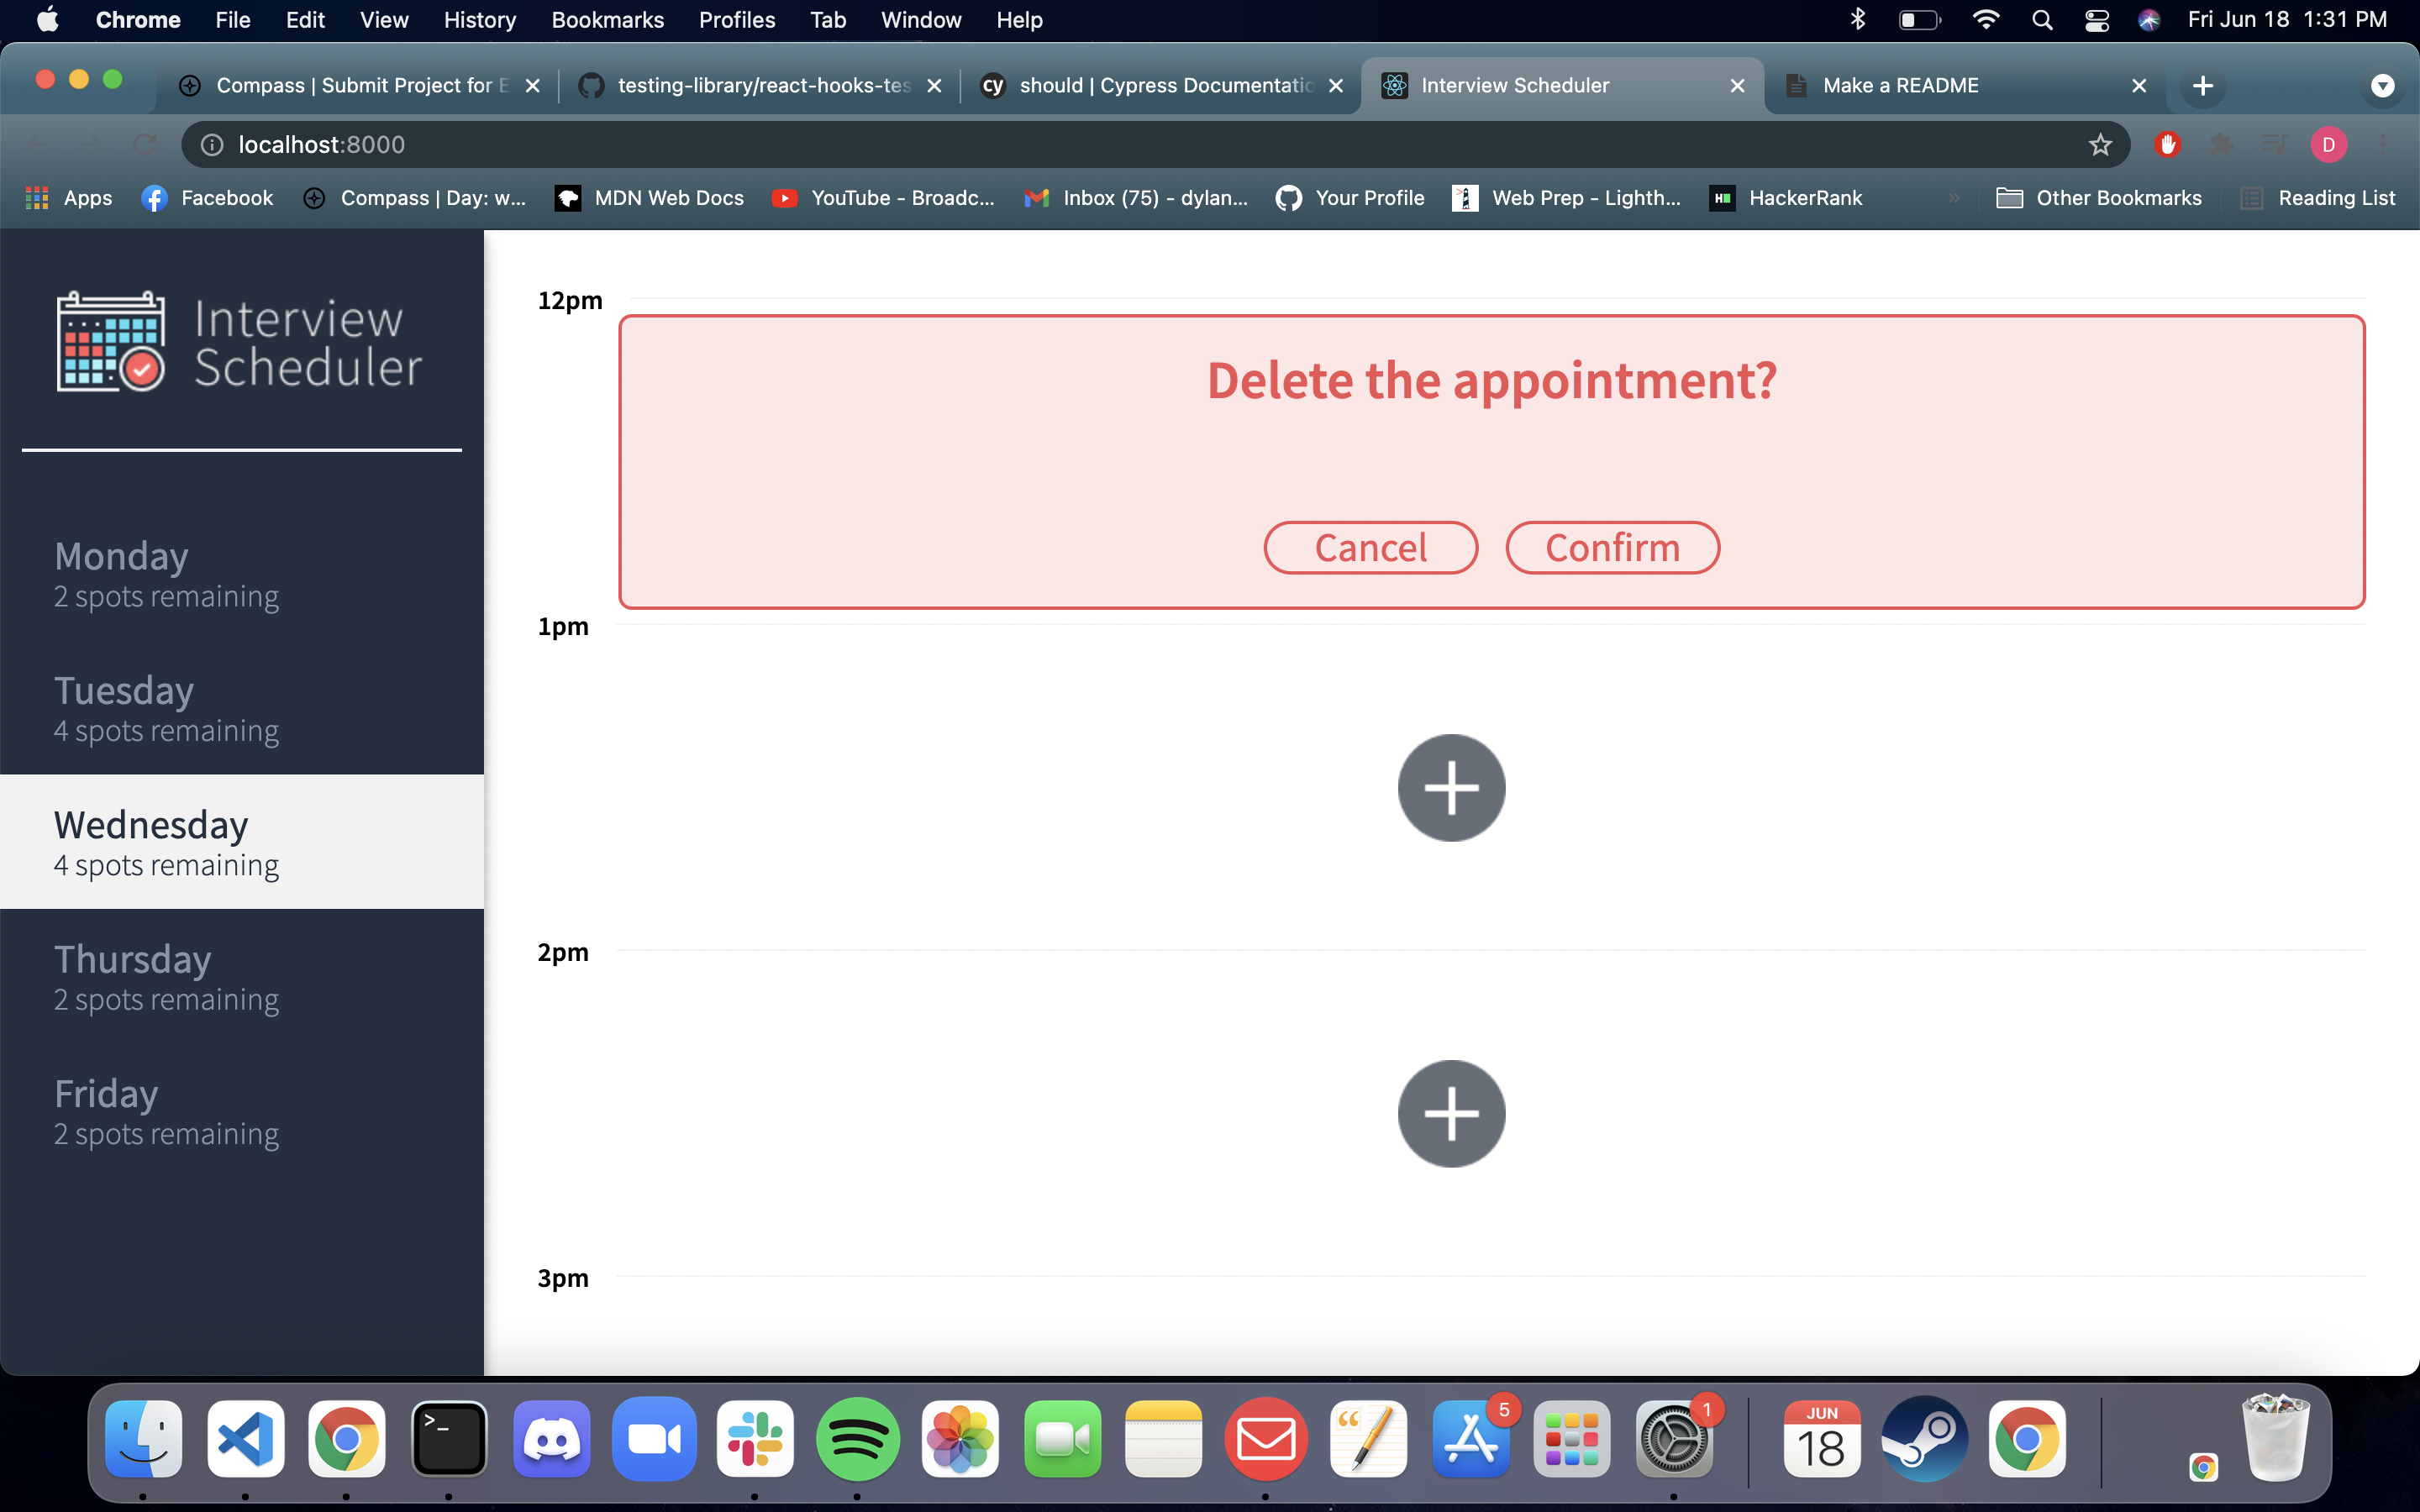 Chrome File Edit View History Bookmarks Profiles Tab Window Help Fri Jun 18 1:31 PM
Compass | Submit Project for E testing-library/react-hooks-tes cy should | Cypress Documentatio Interview Scheduler Make a README
localhost:8000 D
Apps Facebook Compass | Day: w... MDN Web Docs YouTube - Broadc... Inbox (75) - dylan... Your Profile Web Prep - Lighth... HackerRank » Other Bookmarks Reading List
Interview
Scheduler
Monday
2 spots remaining
Tuesday
4 spots remaining
Wednesday
4 spots remaining
Thursday
2 spots remaining
Friday
2 spots remaining
12pm
Delete the appointment?
Cancel Confirm
1pm
2pm
3pm
5 1
JUN
18